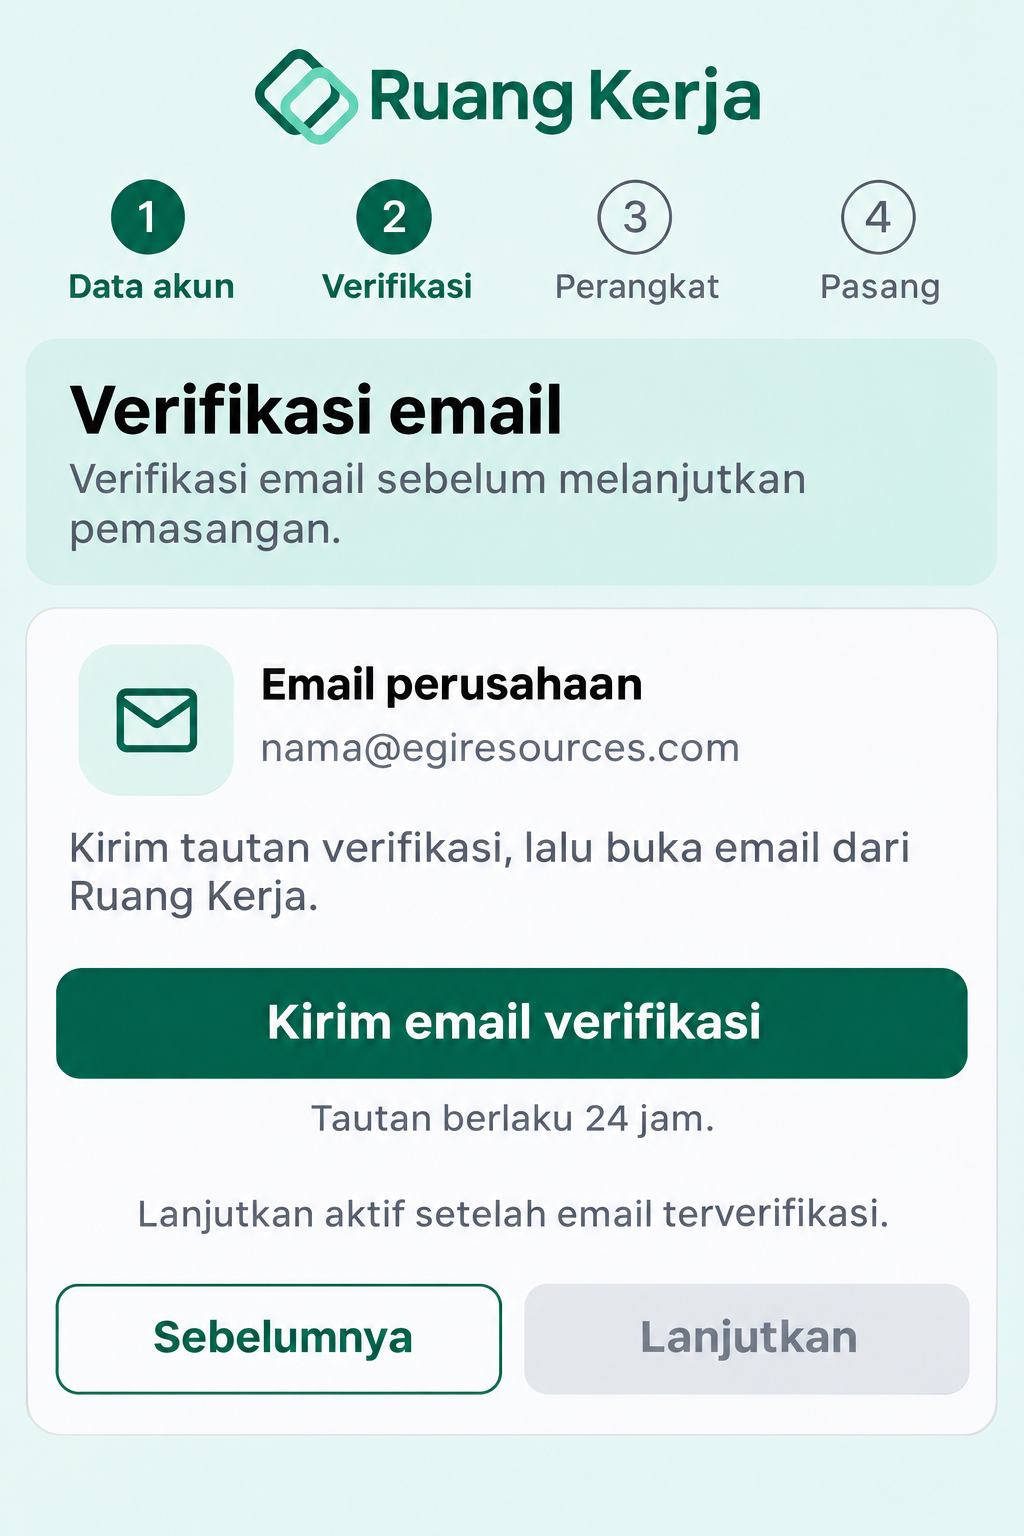 Ruang Kerja
1
2
3
4
Data akun
Verifikasi
Perangkat
Pasang
Verifikasi email
Verifikasi email sebelum melanjutkan
pemasangan.
Email perusahaan
nama@egiresources.com
Kirim tautan verifikasi, lalu buka email dari
Ruang Kerja.
Kirim email verifikasi
Tautan berlaku 24 jam.
Lanjutkan aktif setelah email terverifikasi.
Sebelumnya
Lanjutkan